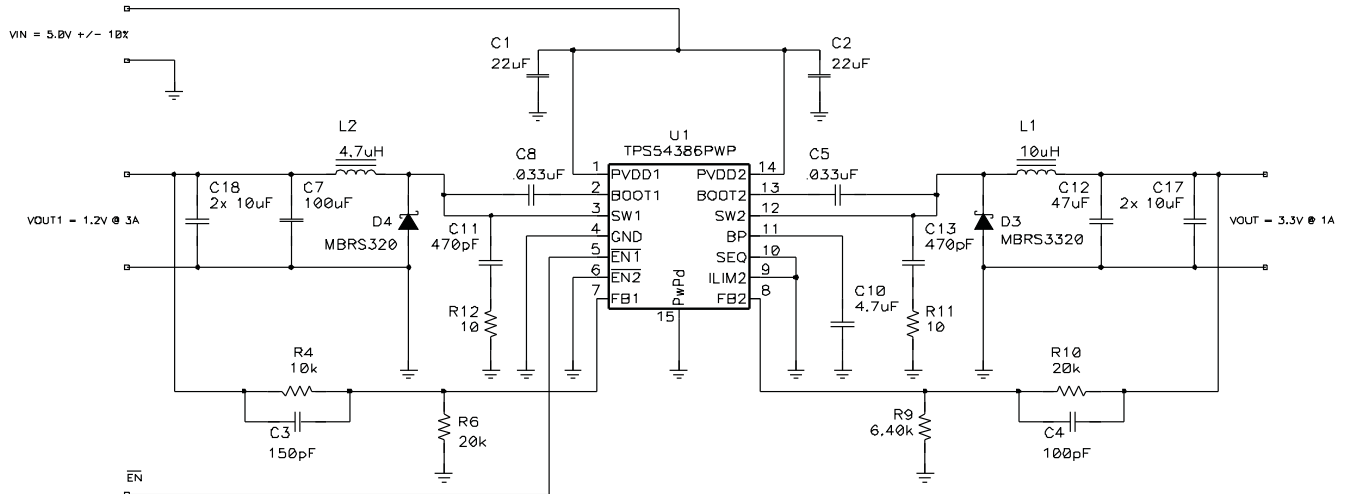 VIN = 5.0V +/- 10%
C1
22uF
C2
22uF
L2
4.7uH
C8
.033uF
U1
TPS54386PWP
C5
.033uF
L1
10uH
1
PVDD1
PVDD2
14
2
BOOT1
BOOT2
13
3
SW1
SW2
12
4
GND
BP
11
5
EN1
SEQ
10
6
EN2
ILIM2
9
7
FB1
FB2
8
PwPd
15
C18
2x 10uF
C7
100uF
D4
MBRS320
C11
470pF
C13
470pF
D3
MBRS3320
C12
47uF
C17
2x 10uF
VOUT1 = 1.2V @ 3A
VOUT = 3.3V @ 1A
R12
10
C10
4.7uF
R11
10
R4
10k
C3
150pF
R6
20k
R9
6.40k
R10
20k
C4
100pF
EN